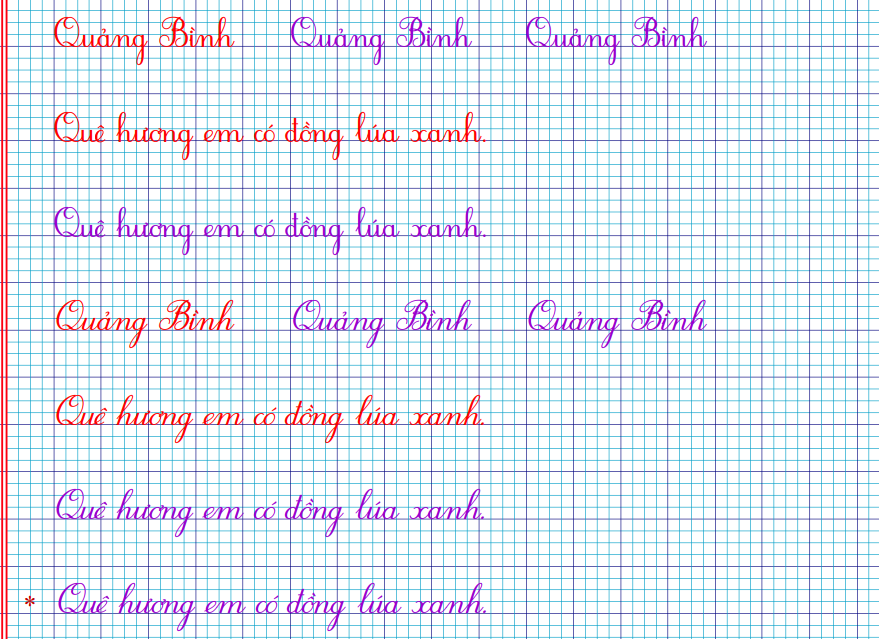 Quảng Bình Quảng Bình Quảng Bình
Quê hương em có đồng lúa xanh.
Quê hương em có đồng lúa xanh.
Quảng Bình Quảng Bình Quảng Bình
Quê hương em có đồng lúa xanh.
Quê hương em có đồng lúa xanh.
* Quê hương em có đồng lúa xanh.